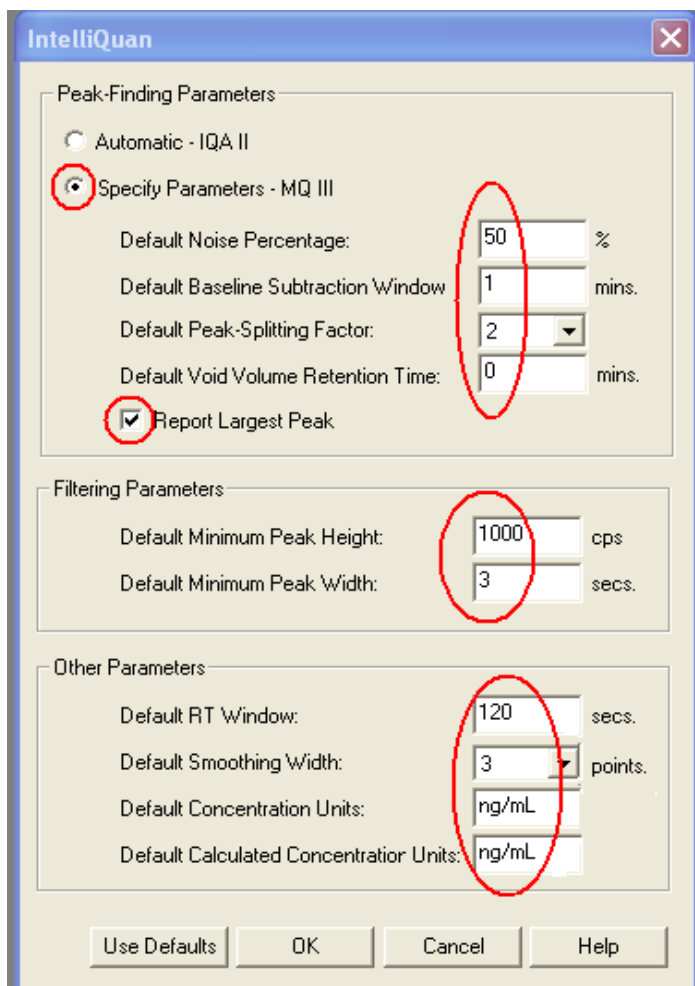 IntelliQuan
Peak-Finding Parameters
Automatic - IQA II
Specify Parameters - MQ III
Default Noise Percentage: 50 %
Default Baseline Subtraction Window 1 mins.
Default Peak-Splitting Factor: 2
Default Void Volume Retention Time: 0 mins.
Report Largest Peak
Filtering Parameters
Default Minimum Peak Height: 1000 cps
Default Minimum Peak Width: 3 secs.
Other Parameters
Default RT Window: 120 secs.
Default Smoothing Width: 3 points.
Default Concentration Units: ng/mL
Default Calculated Concentration Units: ng/mL
Use Defaults OK Cancel Help